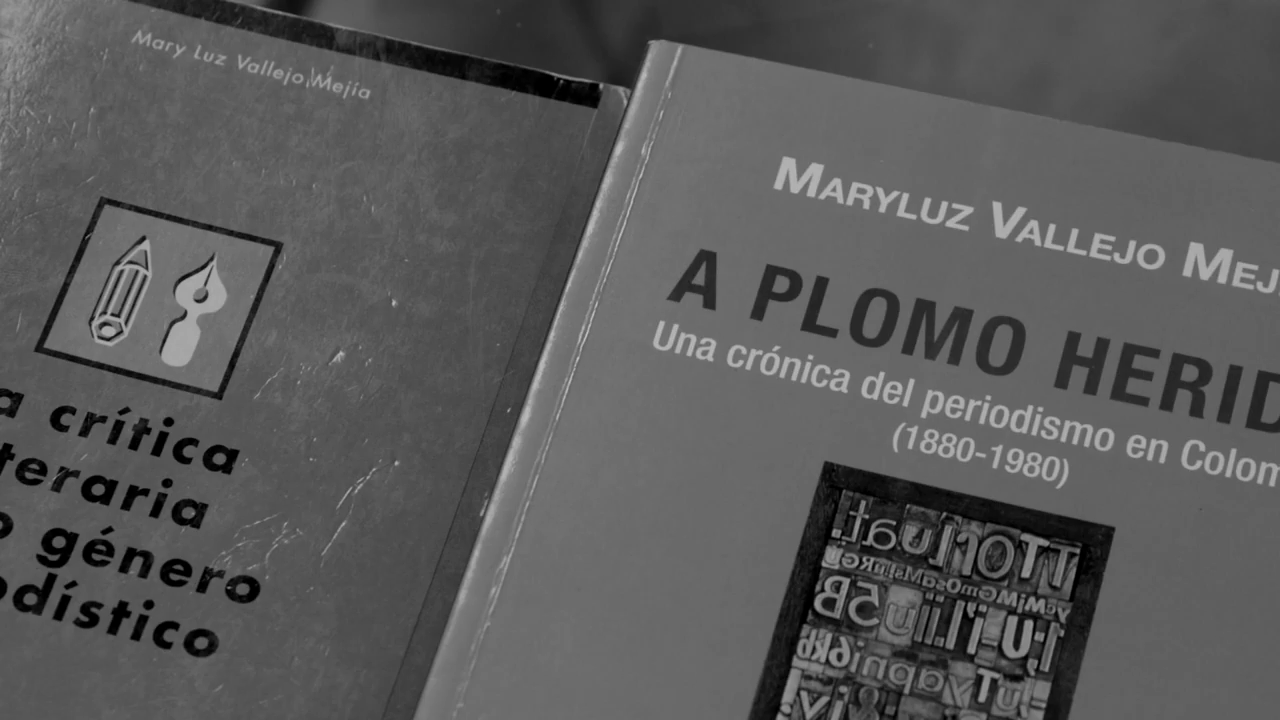 Mary Luz Vallejo Mejía
a crítica
teraria
o género
odístico
MARYLUZ VALLEJO MEJ
A PLOMO HERID
Una crónica del periodismo en Colom
(1880-1980)